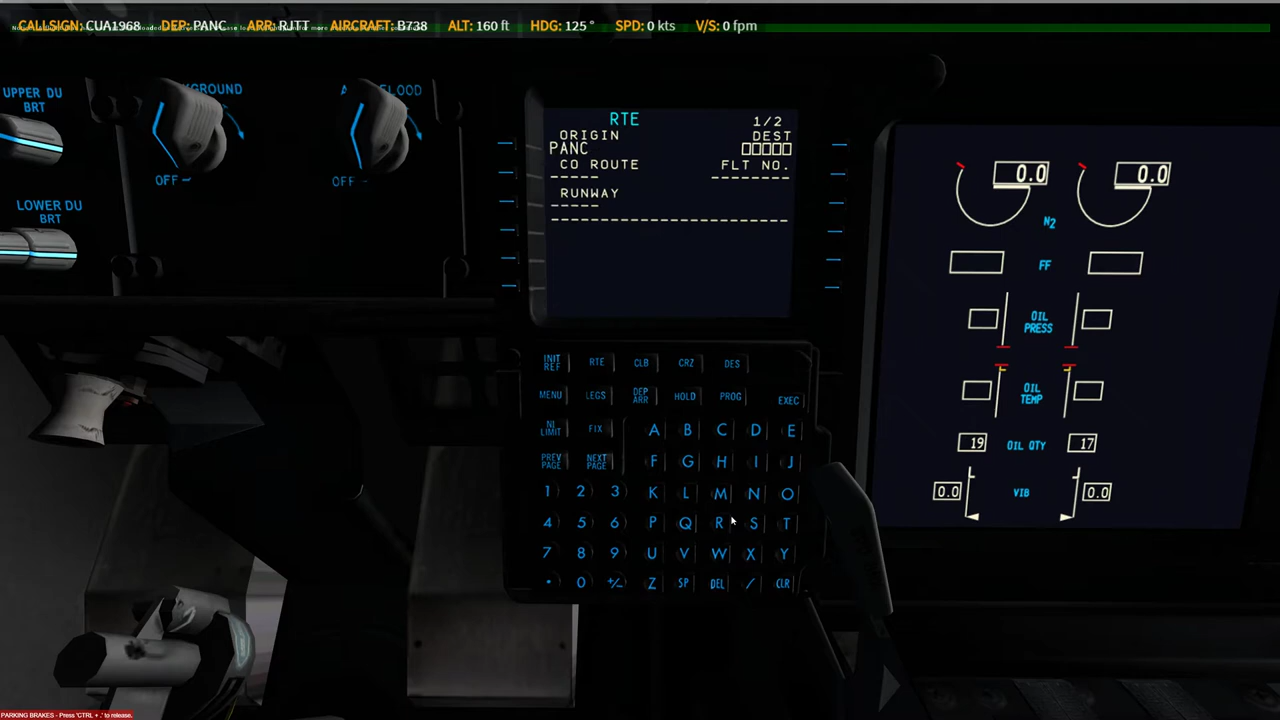 CALLSIGN: CUA1968 DEP: PANC ARR: RJTT AIRCRAFT: B738 ALT: 160 ft HDG: 125 ° SPD: 0 kts V/S: 0 fpm
UPPER DU
BRT
OFF
FLOOD
OFF
LOWER DU
BRT
RTE 1/2
ORIGIN DEST
PANC □□□□□
CO ROUTE FLT NO.
----- --------
RUNWAY
-----
0.0 0.0
N2
FF
OIL
PRESS
OIL
TEMP
19 OIL QTY 17
0.0 VIB 0.0
INIT
REF
RTE CLB CRZ DES
MENU LEGS DEP
ARR HOLD PROG EXEC
N1
LIMIT
FIX A B C D E
PREV
PAGE
NEXT
PAGE
F G H I J
1 2 3 K L M N O
4 5 6 P Q R S T
7 8 9 U V W X Y
. 0 +/- Z SP DEL / CLR
PARKING BRAKES - Press 'CTRL + .' to release.